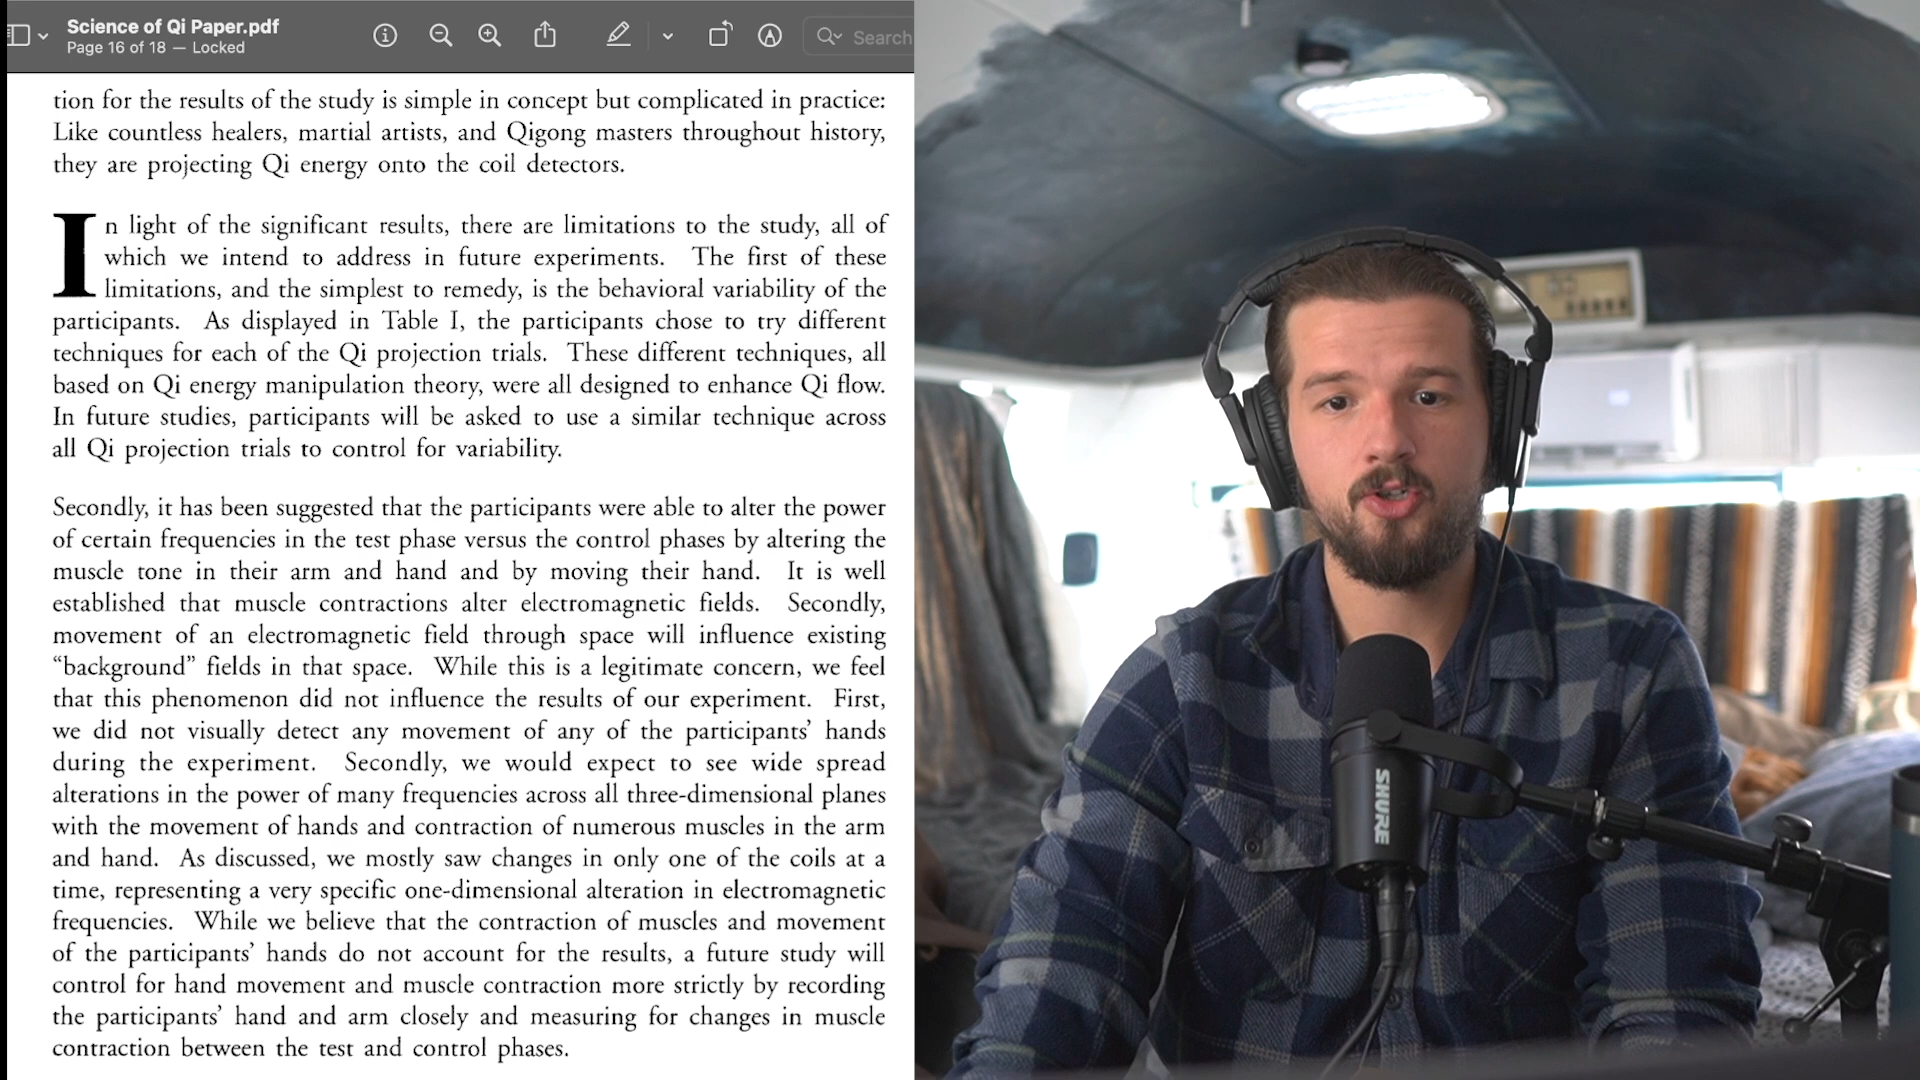 Science of Qi Paper.pdf
Page 16 of 18 — Locked
Search
tion for the results of the study is simple in concept but complicated in practice:
Like countless healers, martial artists, and Qigong masters throughout history,
they are projecting Qi energy onto the coil detectors.
In light of the significant results, there are limitations to the study, all of
which we intend to address in future experiments. The first of these
limitations, and the simplest to remedy, is the behavioral variability of the
participants. As displayed in Table I, the participants chose to try different
techniques for each of the Qi projection trials. These different techniques, all
based on Qi energy manipulation theory, were all designed to enhance Qi flow.
In future studies, participants will be asked to use a similar technique across
all Qi projection trials to control for variability.
Secondly, it has been suggested that the participants were able to alter the power
of certain frequencies in the test phase versus the control phases by altering the
muscle tone in their arm and hand and by moving their hand. It is well
established that muscle contractions alter electromagnetic fields. Secondly,
movement of an electromagnetic field through space will influence existing
“background” fields in that space. While this is a legitimate concern, we feel
that this phenomenon did not influence the results of our experiment. First,
we did not visually detect any movement of any of the participants’ hands
during the experiment. Secondly, we would expect to see wide spread
alterations in the power of many frequencies across all three-dimensional planes
with the movement of hands and contraction of numerous muscles in the arm
and hand. As discussed, we mostly saw changes in only one of the coils at a
time, representing a very specific one-dimensional alteration in electromagnetic
frequencies. While we believe that the contraction of muscles and movement
of the participants’ hands do not account for the results, a future study will
control for hand movement and muscle contraction more strictly by recording
the participants’ hand and arm closely and measuring for changes in muscle
contraction between the test and control phases.
SHURE